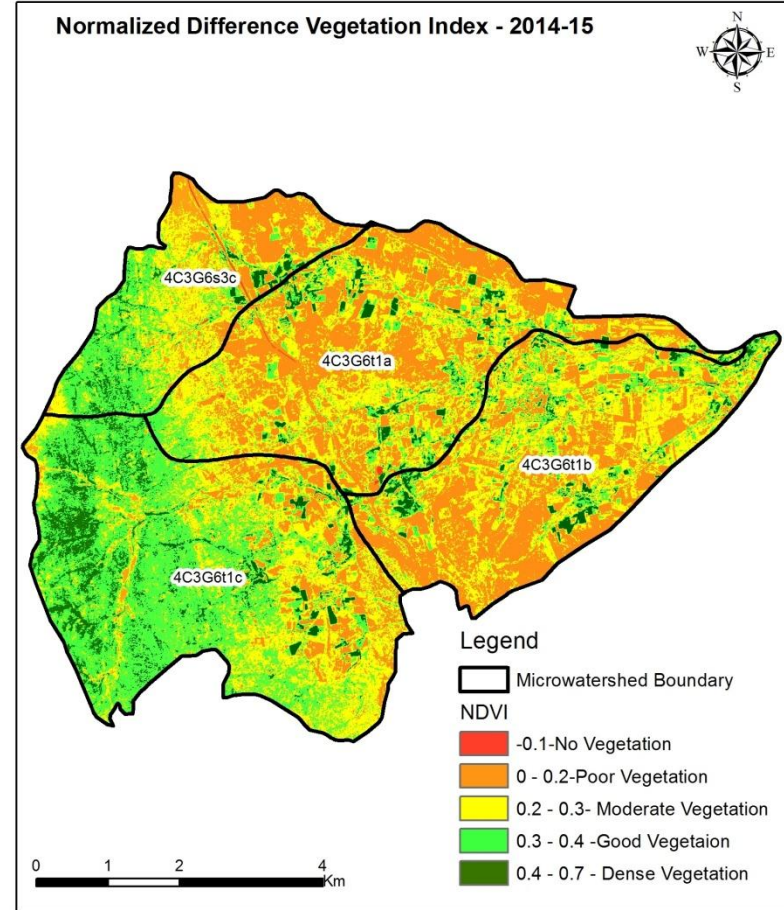 Normalized Difference Vegetation Index - 2014-15
N
W E
S
4C3G6s3c
4C3G6t1a
4C3G6t1b
4C3G6t1c
Legend
Microwatershed Boundary
NDVI
-0.1-No Vegetation
0 - 0.2-Poor Vegetation
0.2 - 0.3- Moderate Vegetation
0.3 - 0.4 -Good Vegetaion
0.4 - 0.7 - Dense Vegetation
0 1 2 4
Km